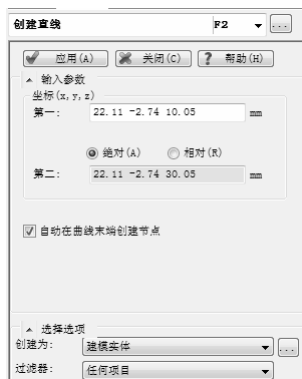 创建直线 F2 ...
应用(A) 关闭(C) ? 帮助(H)
输入参数
坐标(x,y,z)
第一: 22.11 -2.74 10.05 mm
绝对(A) 相对(R)
第二: 22.11 -2.74 30.05 mm
自动在曲线末端创建节点
选择选项
创建为: 建模实体 ...
过滤器: 任何项目